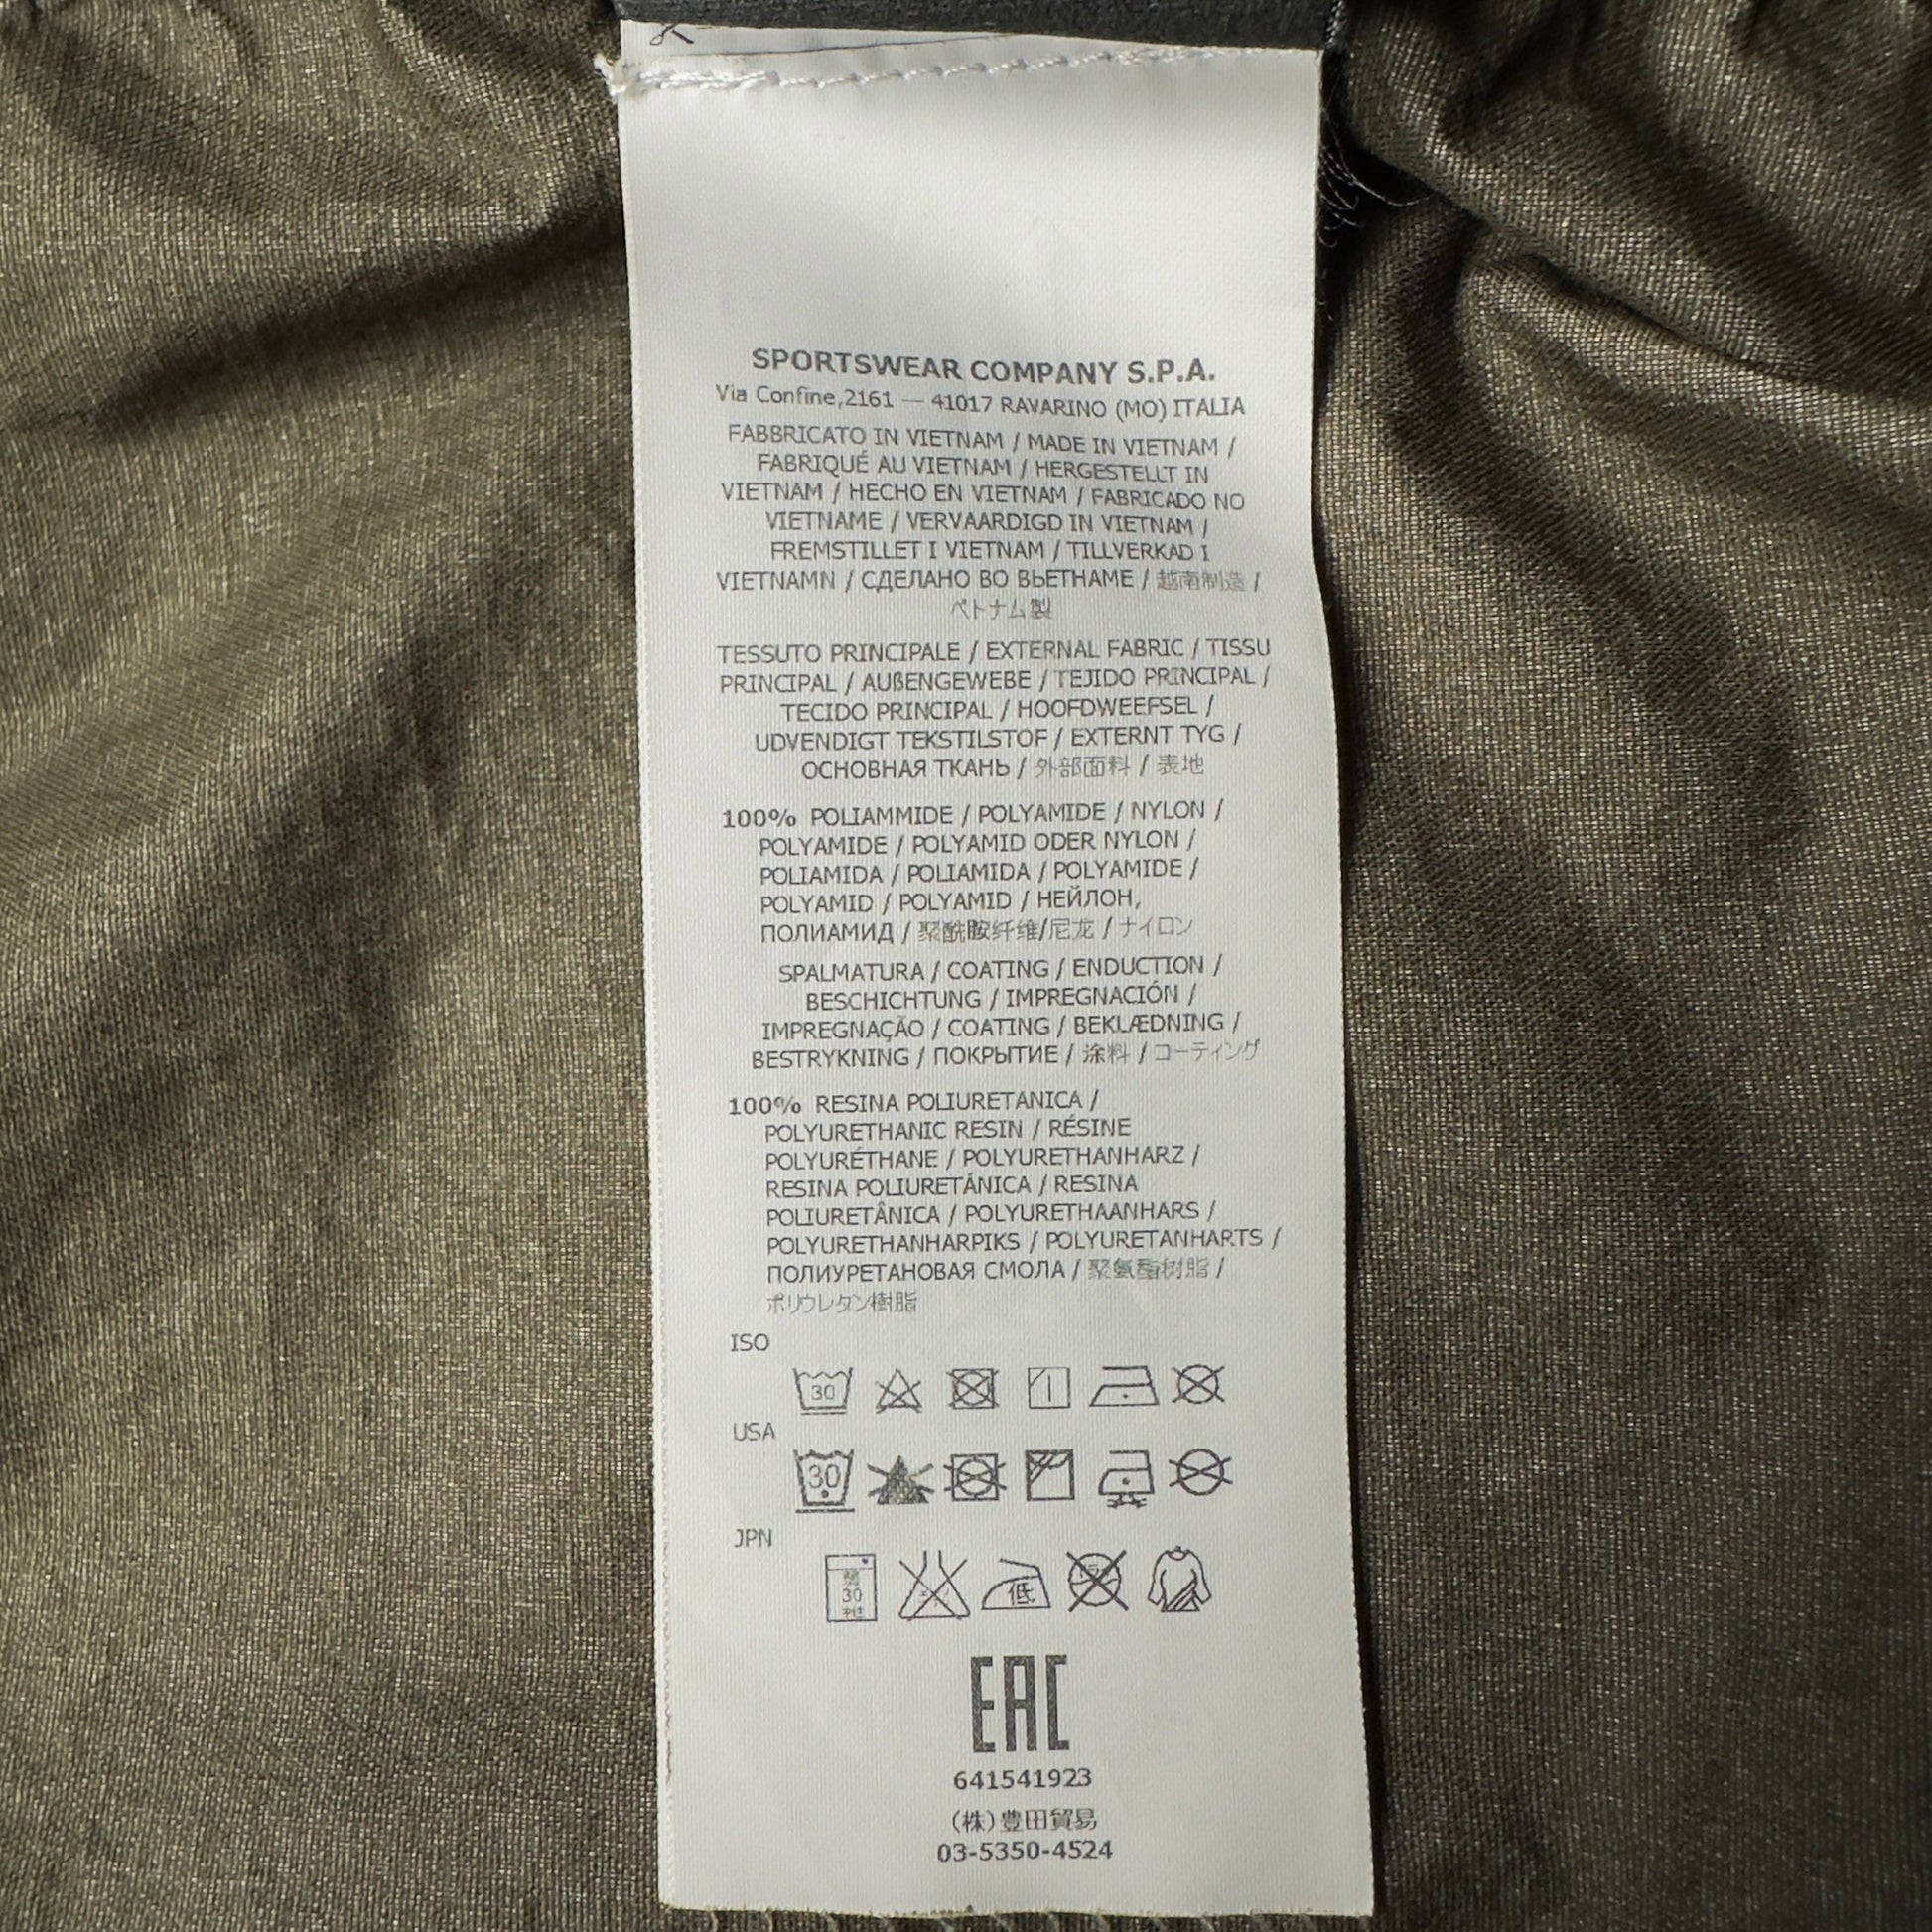 SPORTSWEAR COMPANY S.P.A.
Via Confine,2161 — 41017 RAVARINO (MO) ITALIA
FABBRICATO IN VIETNAM / MADE IN VIETNAM /
FABRIQUÉ AU VIETNAM / HERGESTELLT IN
VIETNAM / HECHO EN VIETNAM / FABRICADO NO
VIETNAME / VERVAARDIGD IN VIETNAM /
FREMSTILLET I VIETNAM / TILLVERKAD I
VIETNAMN / СДЕЛАНО ВО ВЬЕТНАМЕ / 越南制造 /
ベトナム製
TESSUTO PRINCIPALE / EXTERNAL FABRIC / TISSU
PRINCIPAL / AUßENGEWEBE / TEJIDO PRINCIPAL /
TECIDO PRINCIPAL / HOOFDWEEFSEL /
UDVENDIGT TEKSTILSTOF / EXTERNT TYG /
ОСНОВНАЯ ТКАНЬ / 外部面料 / 表地
100% POLIAMMIDE / POLYAMIDE / NYLON /
POLYAMIDE / POLYAMID ODER NYLON /
POLIAMIDA / POLIAMIDA / POLYAMIDE /
POLYAMID / POLYAMID / НЕЙЛОН,
ПОЛИАМИД / 聚酰胺纤维/尼龙 / ナイロン
SPALMATURA / COATING / ENDUCTION /
BESCHICHTUNG / IMPREGNACIÓN /
IMPREGNAÇÃO / COATING / BEKLÆDNING /
BESTRYKNING / ПОКРЫТИЕ / 涂料 / コーティング
100% RESINA POLIURETANICA /
POLYURETHANIC RESIN / RÉSINE
POLYURÉTHANE / POLYURETHANHARZ /
RESINA POLIURETÁNICA / RESINA
POLIURETÂNICA / POLYURETHAANHARS /
POLYURETHANHARPIKS / POLYURETANHARTS /
ПОЛИУРЕТАНОВАЯ СМОЛА / 聚氨酯树脂 /
ポリウレタン樹脂
ISO
30
USA
30
JPN
30
低
EAC
641541923
(株)豊田貿易
03-5350-4524